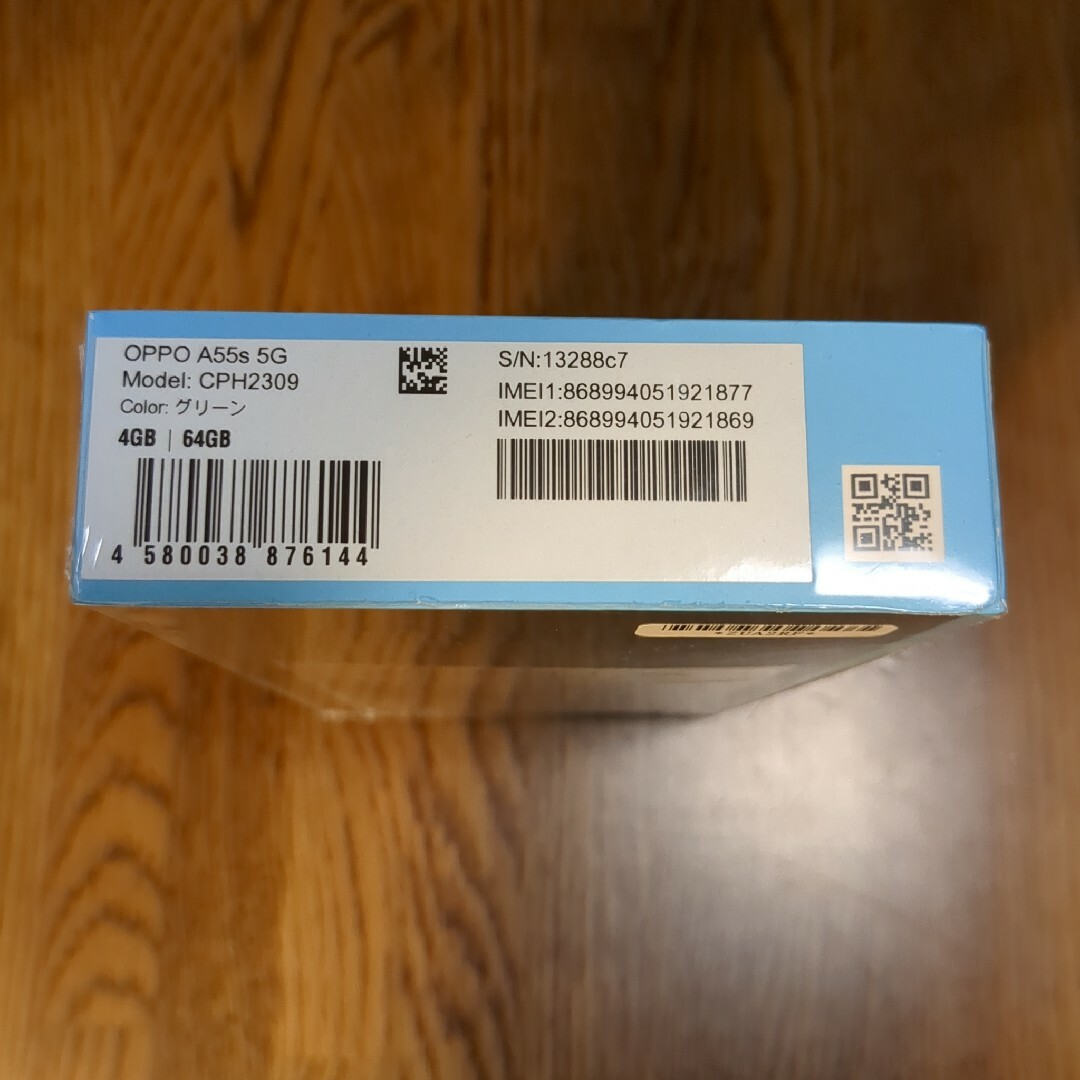 OPPO A55s 5G
Model: CPH2309
Color: グリーン
4GB | 64GB
4 580038 876144
S/N:13288c7
IMEI1:868994051921877
IMEI2:868994051921869